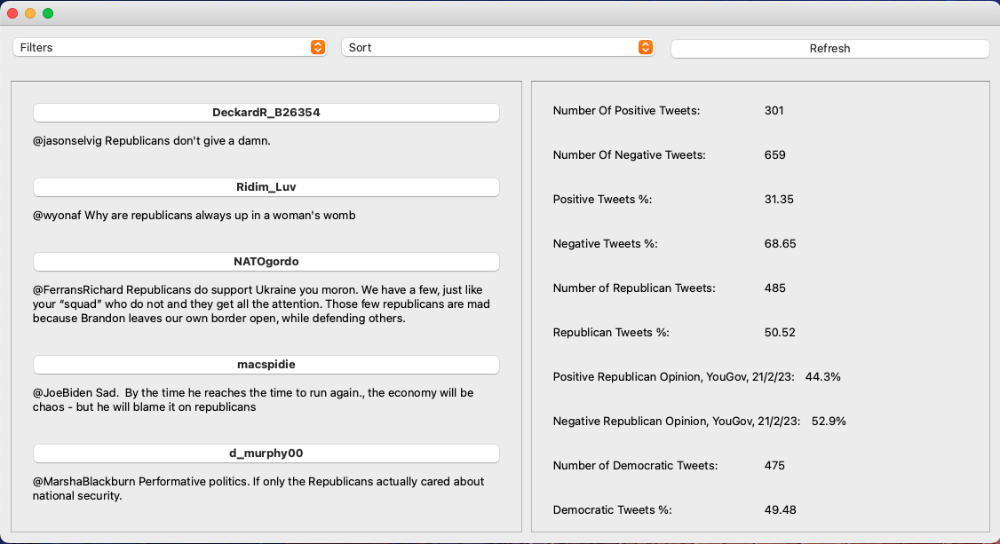 Filters
Sort
Refresh
DeckardR_B26354
@jasonselvig Republicans don't give a damn.
Ridim_Luv
@wyonaf Why are republicans always up in a woman's womb
NATOgordo
@FerransRichard Republicans do support Ukraine you moron. We have a few, just like
your “squad” who do not and they get all the attention. Those few republicans are mad
because Brandon leaves our own border open, while defending others.
macspidie
@JoeBiden Sad.  By the time he reaches the time to run again., the economy will be
chaos - but he will blame it on republicans
d_murphy00
@MarshaBlackburn Performative politics. If only the Republicans actually cared about
national security.
Number Of Positive Tweets: 301
Number Of Negative Tweets: 659
Positive Tweets %: 31.35
Negative Tweets %: 68.65
Number of Republican Tweets: 485
Republican Tweets %: 50.52
Positive Republican Opinion, YouGov, 21/2/23: 44.3%
Negative Republican Opinion, YouGov, 21/2/23: 52.9%
Number of Democratic Tweets: 475
Democratic Tweets %: 49.48